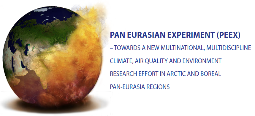 PAN EURASIAN EXPERIMENT (PEEX)
– TOWARDS A NEW MULTINATIONAL, MULTIDISCIPLINE
CLIMATE, AIR QUALITY AND ENVIRONMENT
RESEARCH EFFORT IN ARCTIC AND BOREAL
PAN-EURASIA REGIONS